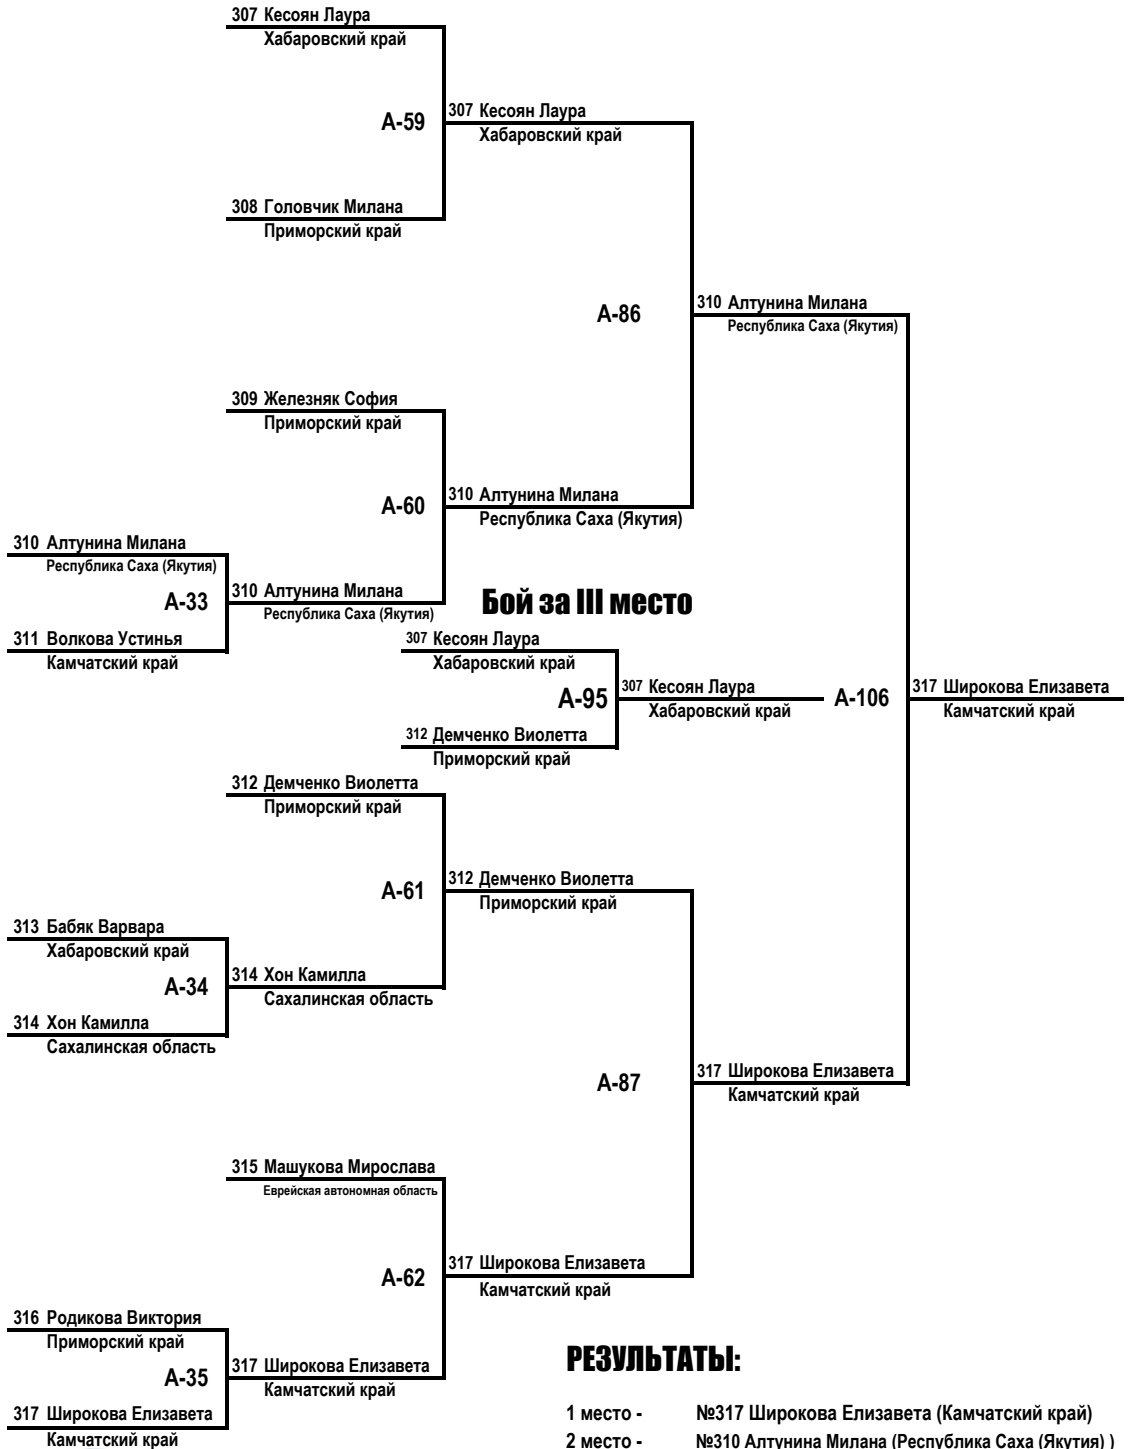 307 Кесоян Лаура
Хабаровский край
А-59
307 Кесоян Лаура
Хабаровский край
308 Головчик Милана
Приморский край
А-86
310 Алтунина Милана
Республика Саха (Якутия)
309 Железняк София
Приморский край
А-60
310 Алтунина Милана
Республика Саха (Якутия)
310 Алтунина Милана
Республика Саха (Якутия)
А-33
310 Алтунина Милана
Республика Саха (Якутия)
311 Волкова Устинья
Камчатский край
Бой за III место
307 Кесоян Лаура
Хабаровский край
А-95
307 Кесоян Лаура
Хабаровский край
312 Демченко Виолетта
Приморский край
А-106
317 Широкова Елизавета
Камчатский край
312 Демченко Виолетта
Приморский край
А-61
312 Демченко Виолетта
Приморский край
313 Бабяк Варвара
Хабаровский край
А-34
314 Хон Камилла
Сахалинская область
314 Хон Камилла
Сахалинская область
А-87
317 Широкова Елизавета
Камчатский край
315 Машукова Мирослава
Еврейская автономная область
А-62
317 Широкова Елизавета
Камчатский край
316 Родикова Виктория
Приморский край
А-35
317 Широкова Елизавета
Камчатский край
317 Широкова Елизавета
Камчатский край
РЕЗУЛЬТАТЫ:
1 место - №317 Широкова Елизавета (Камчатский край)
2 место - №310 Алтунина Милана (Республика Саха (Якутия) )